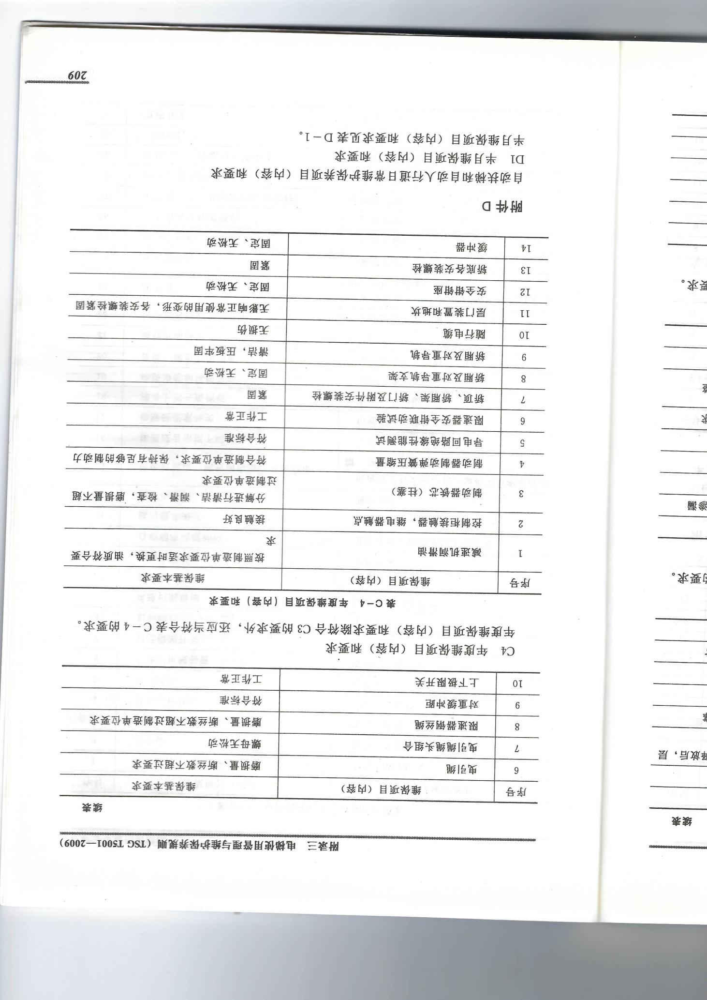 附录三 电梯使用管理与维护保养规则（TSG T5001—2009）
续表
序号 维保项目（内容） 维保基本要求
6 曳引绳 磨损量、断丝数不超过要求
7 曳引绳绳头组合 螺母无松动
8 限速器钢丝绳 磨损量、断丝数不超过制造单位要求
9 对重缓冲距 符合标准
10 上下极限开关 工作正常
C4 年度维保项目（内容）和要求
年度维保项目（内容）和要求除符合 C3 的要求外，还应当符合表 C－4 的要求。
表 C－4 年度维保项目（内容）和要求
序号 维保项目（内容） 维保基本要求
1 减速机润滑油 按照制造单位要求适时更换，油质符合要
求
2 控制柜接触器，继电器触点 接触良好
3 制动器铁芯（柱塞） 分解进行清洁、润滑、检查，磨损量不超
过制造单位要求
4 制动器制动弹簧压缩量 符合制造单位要求，保持有足够的制动力
5 导电回路绝缘性能测试 符合标准
6 限速器安全钳联动试验 工作正常
7 轿顶、轿厢架、轿门及附件安装螺栓 紧固
8 轿厢及对重导轨支架 固定、无松动
9 轿厢及对重导轨 清洁，压板牢固
10 随行电缆 无损伤
11 层门装置和地坎 无影响正常使用的变形，各安装螺栓紧固
12 安全钳钳座 固定、无松动
13 轿底各安装螺栓 紧固
14 缓冲器 固定、无松动
附件 D
自动扶梯和自动人行道日常维护保养项目（内容）和要求
D1 半月维保项目（内容）和要求
半月维保项目（内容）和要求见表 D－1。
209
续表
释放后，层
渗漏
的要求。
要求。